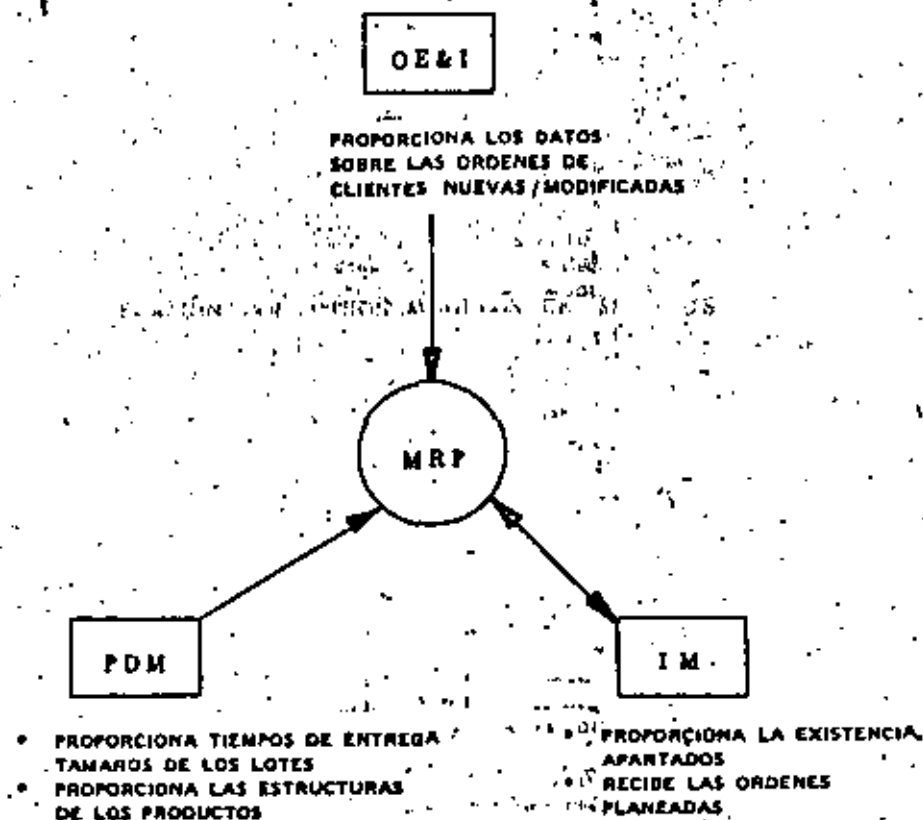 OE&I
PROPORCIONA LOS DATOS
SOBRE LAS ORDENES DE
CLIENTES NUEVAS/MODIFICADAS
MRP
PDM
IM
• PROPORCIONA TIEMPOS DE ENTREGA
TAMAÑOS DE LOS LOTES
• PROPORCIONA LAS ESTRUCTURAS
DE LOS PRODUCTOS
• PROPORCIONA LA EXISTENCIA,
APARTADOS
• RECIBE LAS ORDENES
PLANEADAS